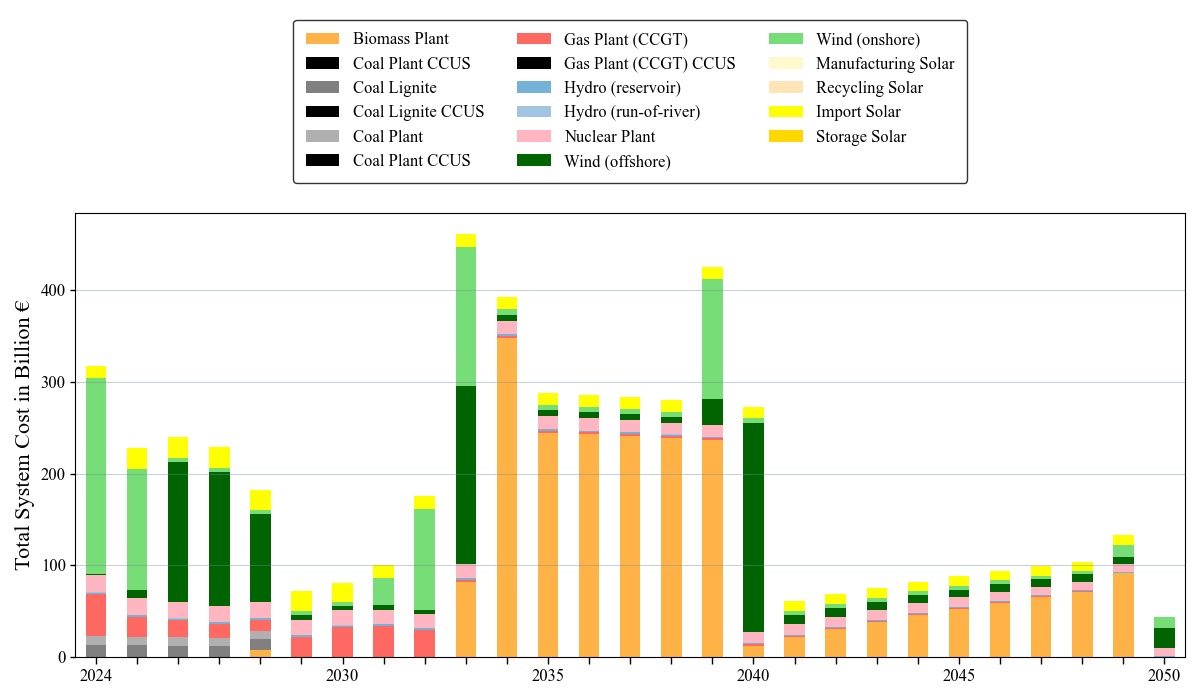 Biomass Plant
Coal Plant CCUS
Coal Lignite
Coal Lignite CCUS
Coal Plant
Coal Plant CCUS
Gas Plant (CCGT)
Gas Plant (CCGT) CCUS
Hydro (reservoir)
Hydro (run-of-river)
Nuclear Plant
Wind (offshore)
Wind (onshore)
Manufacturing Solar
Recycling Solar
Import Solar
Storage Solar
Total System Cost in Billion €
400
300
200
100
0
2024 2030 2035 2040 2045 2050